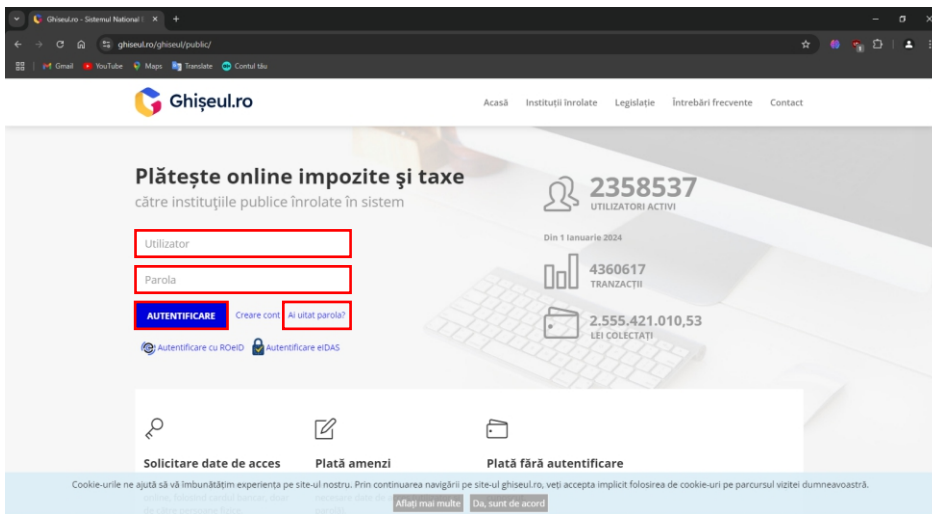 Ghiseul.ro - Sistemul National
ghiseul.ro/ghiseul/public/
Gmail YouTube Maps Translate Contul tău
Ghișeul.ro
Acasă Instituții înrolate Legislație Întrebări frecvente Contact
Plătește online impozite şi taxe
către instituțiile publice înrolate în sistem
2358537
UTILIZATORI ACTIVI
Utilizator
Din 1 Ianuarie 2024
Parola
4360617
TRANZACȚII
AUTENTIFICARE Creare cont Ai uitat parola?
2.555.421.010,53
LEI COLECTAȚI
Autentificare cu ROeID Autentificare eIDAS
Solicitare date de acces Plată amenzi Plată fără autentificare
Cookie-urile ne ajută să vă îmbunătățim experiența pe site-ul nostru. Prin continuarea navigării pe site-ul ghiseul.ro, veți accepta implicit folosirea de cookie-uri pe parcursul vizitei dumneavoastră.
Aflați mai multe Da, sunt de acord